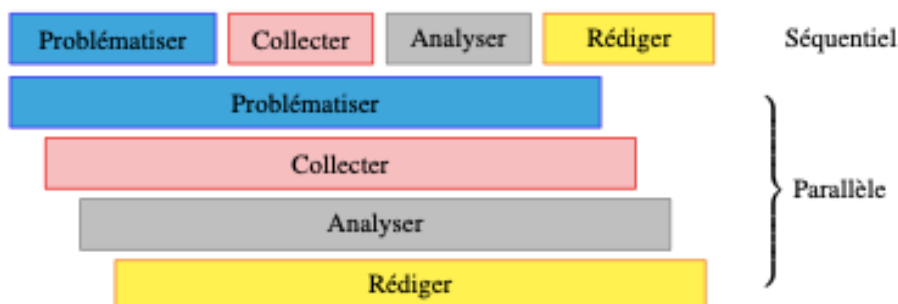 Problématiser Collecter Analyser Rédiger Séquentiel
Problématiser
Collecter
Parallèle
Analyser
Rédiger